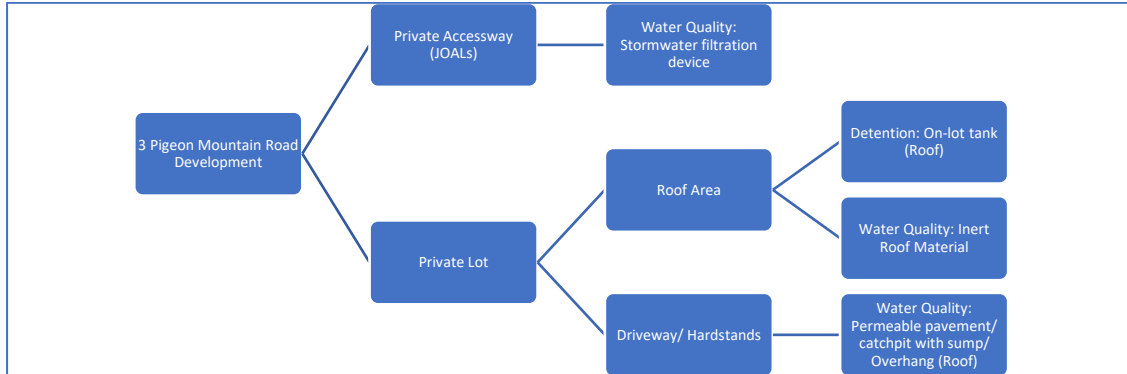 3 Pigeon Mountain Road
Development
Private Accessway
(JOALs)
Water Quality:
Stormwater filtration
device
Private Lot
Roof Area
Detention: On-lot tank
(Roof)
Water Quality: Inert
Roof Material
Driveway/ Hardstands
Water Quality:
Permeable pavement/
catchpit with sump/
Overhang (Roof)